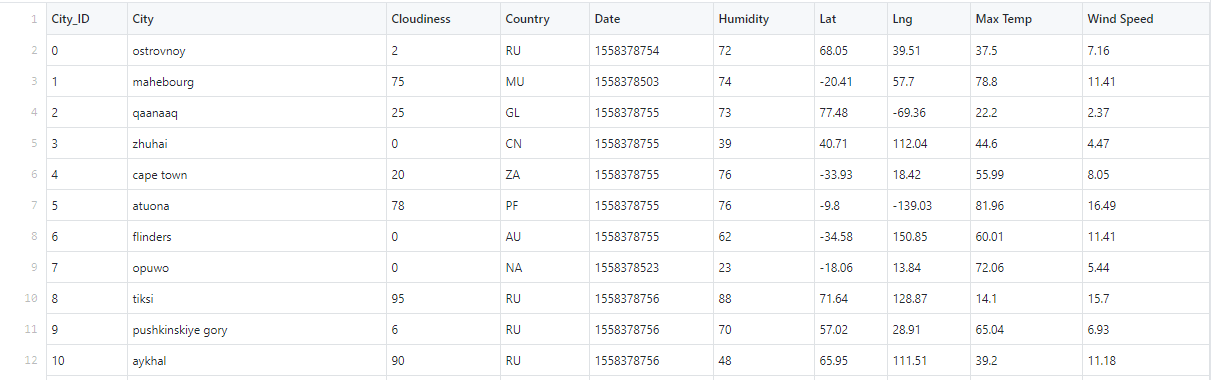 1 City_ID City Cloudiness Country Date Humidity Lat Lng Max Temp Wind Speed
2 0 ostrovnoy 2 RU 1558378754 72 68.05 39.51 37.5 7.16
3 1 mahebourg 75 MU 1558378503 74 -20.41 57.7 78.8 11.41
4 2 qaanaaq 25 GL 1558378755 73 77.48 -69.36 22.2 2.37
5 3 zhuhai 0 CN 1558378755 39 40.71 112.04 44.6 4.47
6 4 cape town 20 ZA 1558378755 76 -33.93 18.42 55.99 8.05
7 5 atuona 78 PF 1558378755 76 -9.8 -139.03 81.96 16.49
8 6 flinders 0 AU 1558378755 62 -34.58 150.85 60.01 11.41
9 7 opuwo 0 NA 1558378523 23 -18.06 13.84 72.06 5.44
10 8 tiksi 95 RU 1558378756 88 71.64 128.87 14.1 15.7
11 9 pushkinskiye gory 6 RU 1558378756 70 57.02 28.91 65.04 6.93
12 10 aykhal 90 RU 1558378756 48 65.95 111.51 39.2 11.18